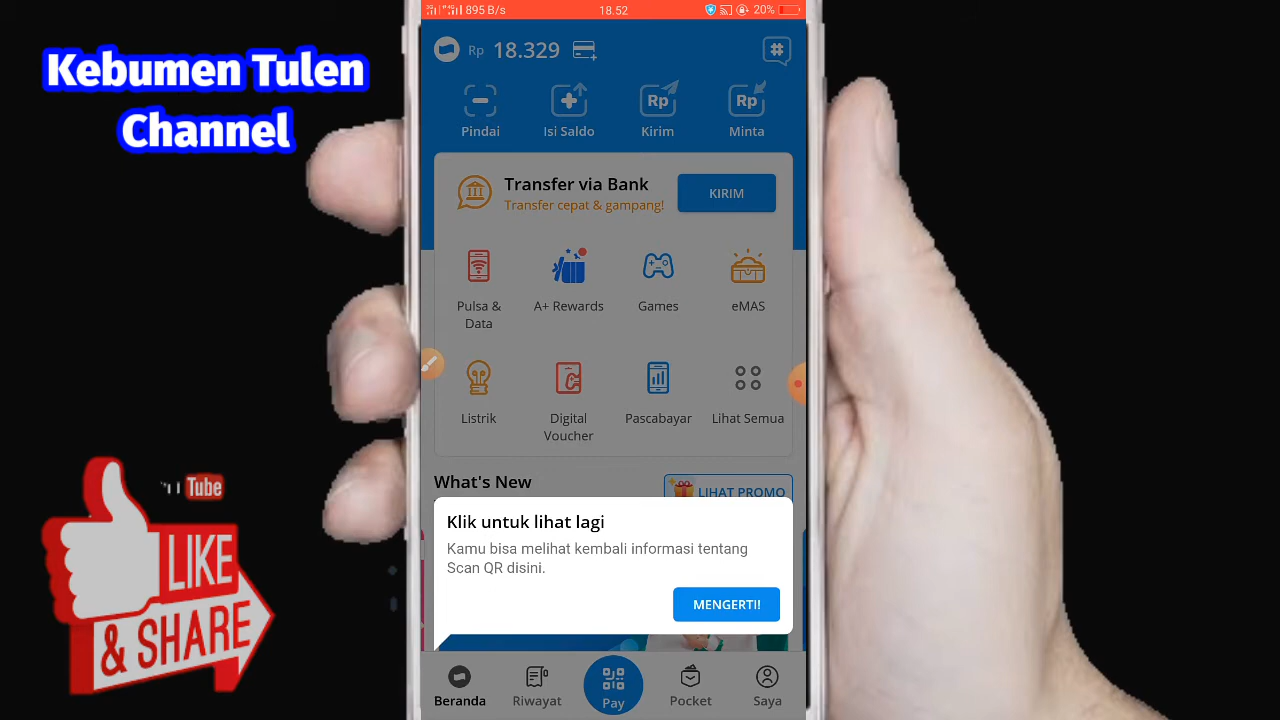 Kebumen Tulen
Channel
895 B/s
18.52
20%
Rp 18.329
Pindai
Isi Saldo
Rp
Kirim
Rp
Minta
Transfer via Bank
Transfer cepat & gampang!
KIRIM
Pulsa &
Data
A+ Rewards
Games
eMAS
Listrik
Digital
Voucher
Pascabayar
Lihat Semua
What's New
LIHAT PROMO
Klik untuk lihat lagi
Kamu bisa melihat kembali informasi tentang
Scan QR disini.
MENGERTI!
Beranda
Riwayat
Pay
Pocket
Saya
Tube
LIKE
& SHARE